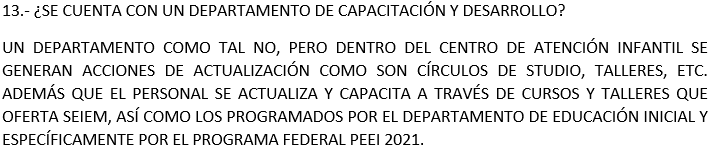 13.- ¿SE CUENTA CON UN DEPARTAMENTO DE CAPACITACIÓN Y DESARROLLO?
UN DEPARTAMENTO COMO TAL NO, PERO DENTRO DEL CENTRO DE ATENCIÓN INFANTIL SE
GENERAN ACCIONES DE ACTUALIZACIÓN COMO SON CÍRCULOS DE STUDIO, TALLERES, ETC.
ADEMÁS QUE EL PERSONAL SE ACTUALIZA Y CAPACITA A TRAVÉS DE CURSOS Y TALLERES QUE
OFERTA SEIEM, ASÍ COMO LOS PROGRAMADOS POR EL DEPARTAMENTO DE EDUCACIÓN INICIAL Y
ESPECÍFICAMENTE POR EL PROGRAMA FEDERAL PEEI 2021.